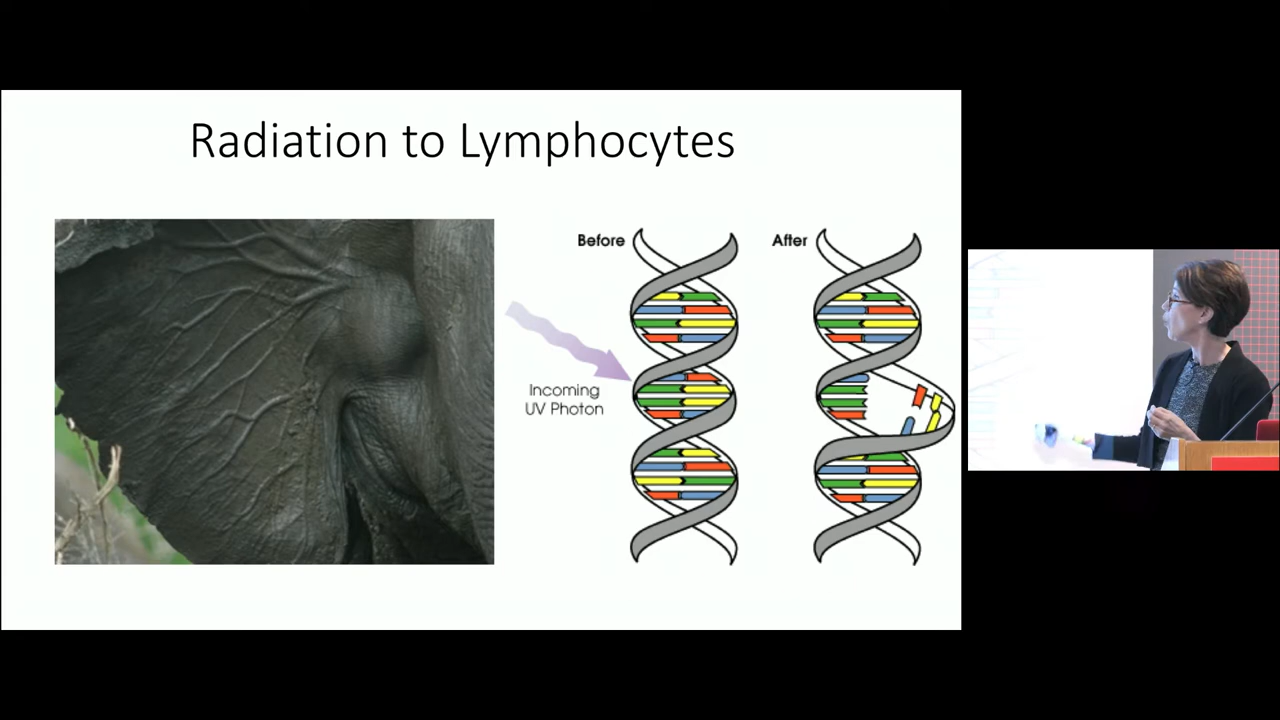 Radiation to Lymphocytes
Before
After
Incoming
UV Photon